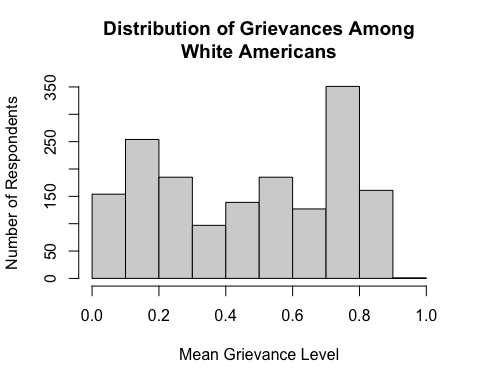 Distribution of Grievances Among
White Americans
Number of Respondents
350
250
150
50
0
0.0 0.2 0.4 0.6 0.8 1.0
Mean Grievance Level